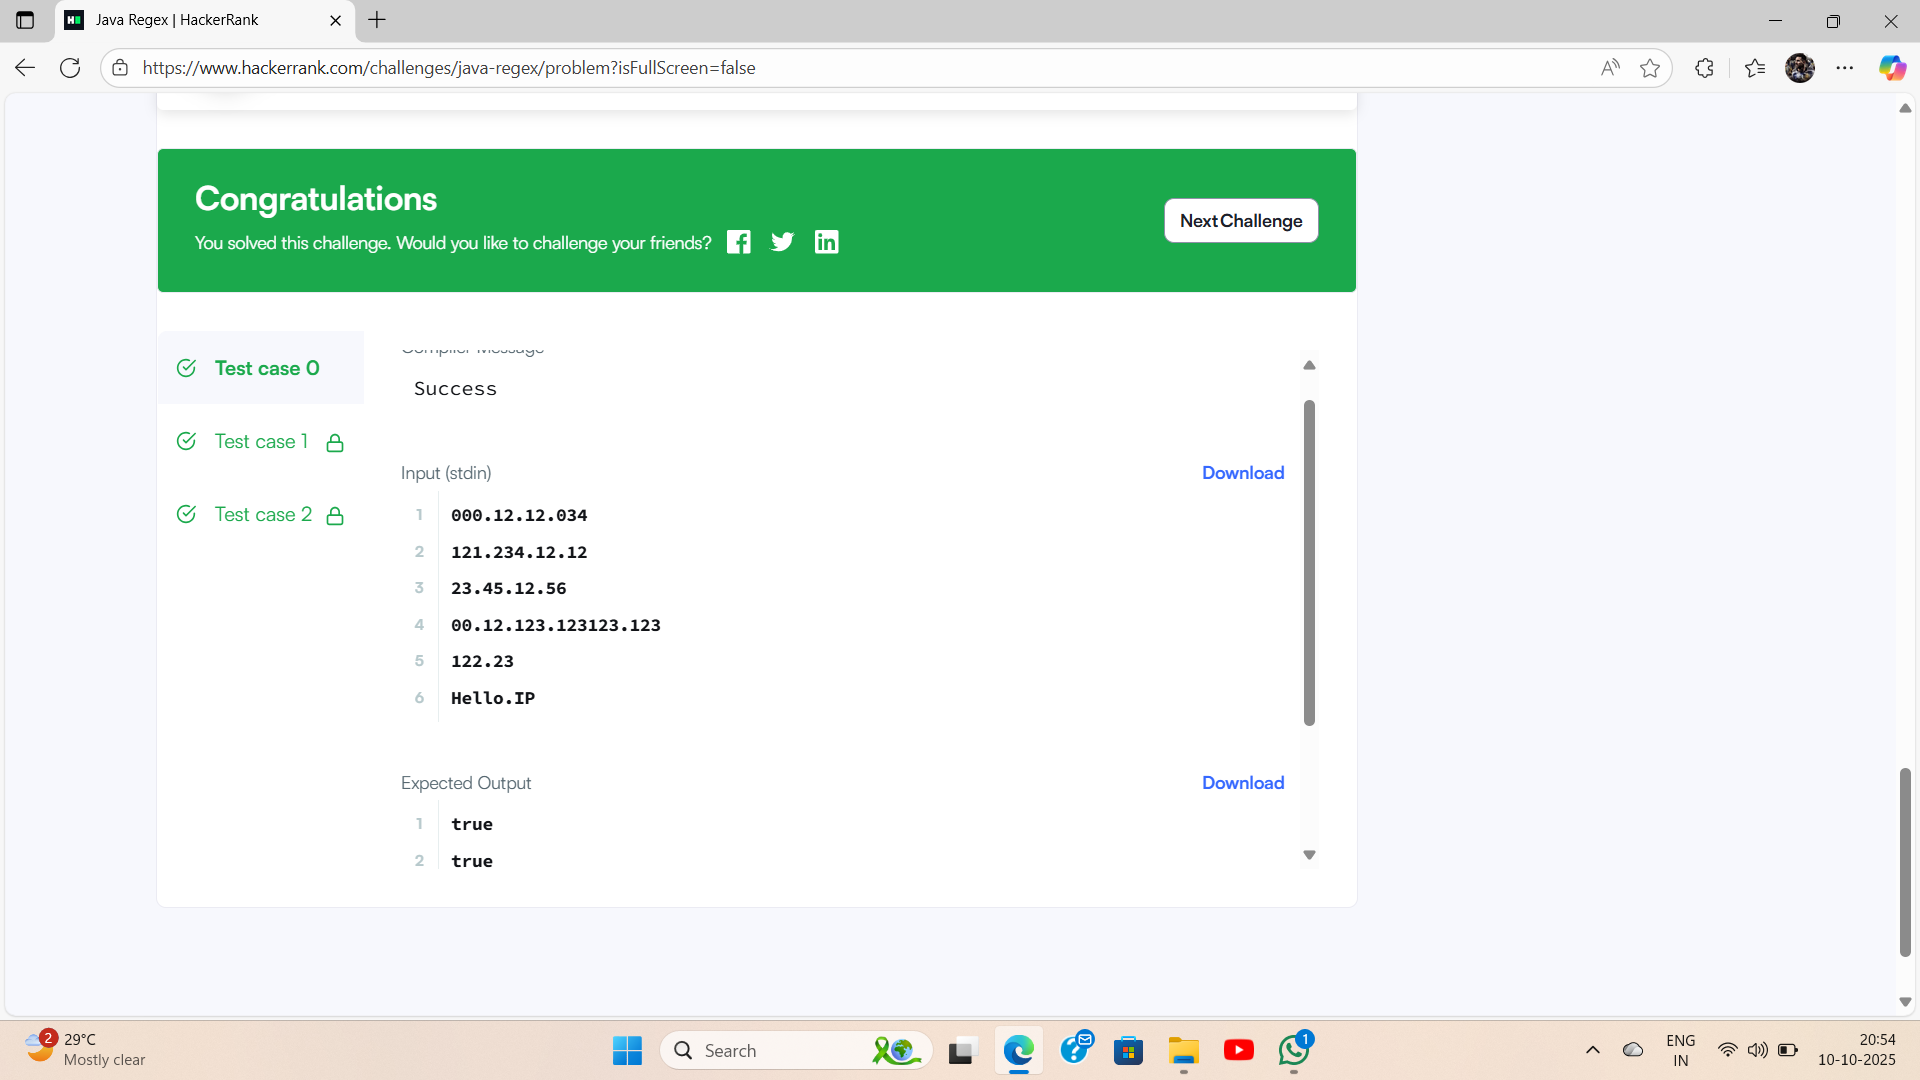 Java Regex | HackerRank
https://www.hackerrank.com/challenges/java-regex/problem?isFullScreen=false
Congratulations
You solved this challenge. Would you like to challenge your friends?
Next Challenge
Test case 0
Test case 1
Test case 2
Compiler Message
Success
Input (stdin)
Download
1 000.12.12.034
2 121.234.12.12
3 23.45.12.56
4 00.12.123.123123.123
5 122.23
6 Hello.IP
Expected Output
Download
1 true
2 true
2
29°C
Mostly clear
Search
1
ENG
IN
20:54
10-10-2025